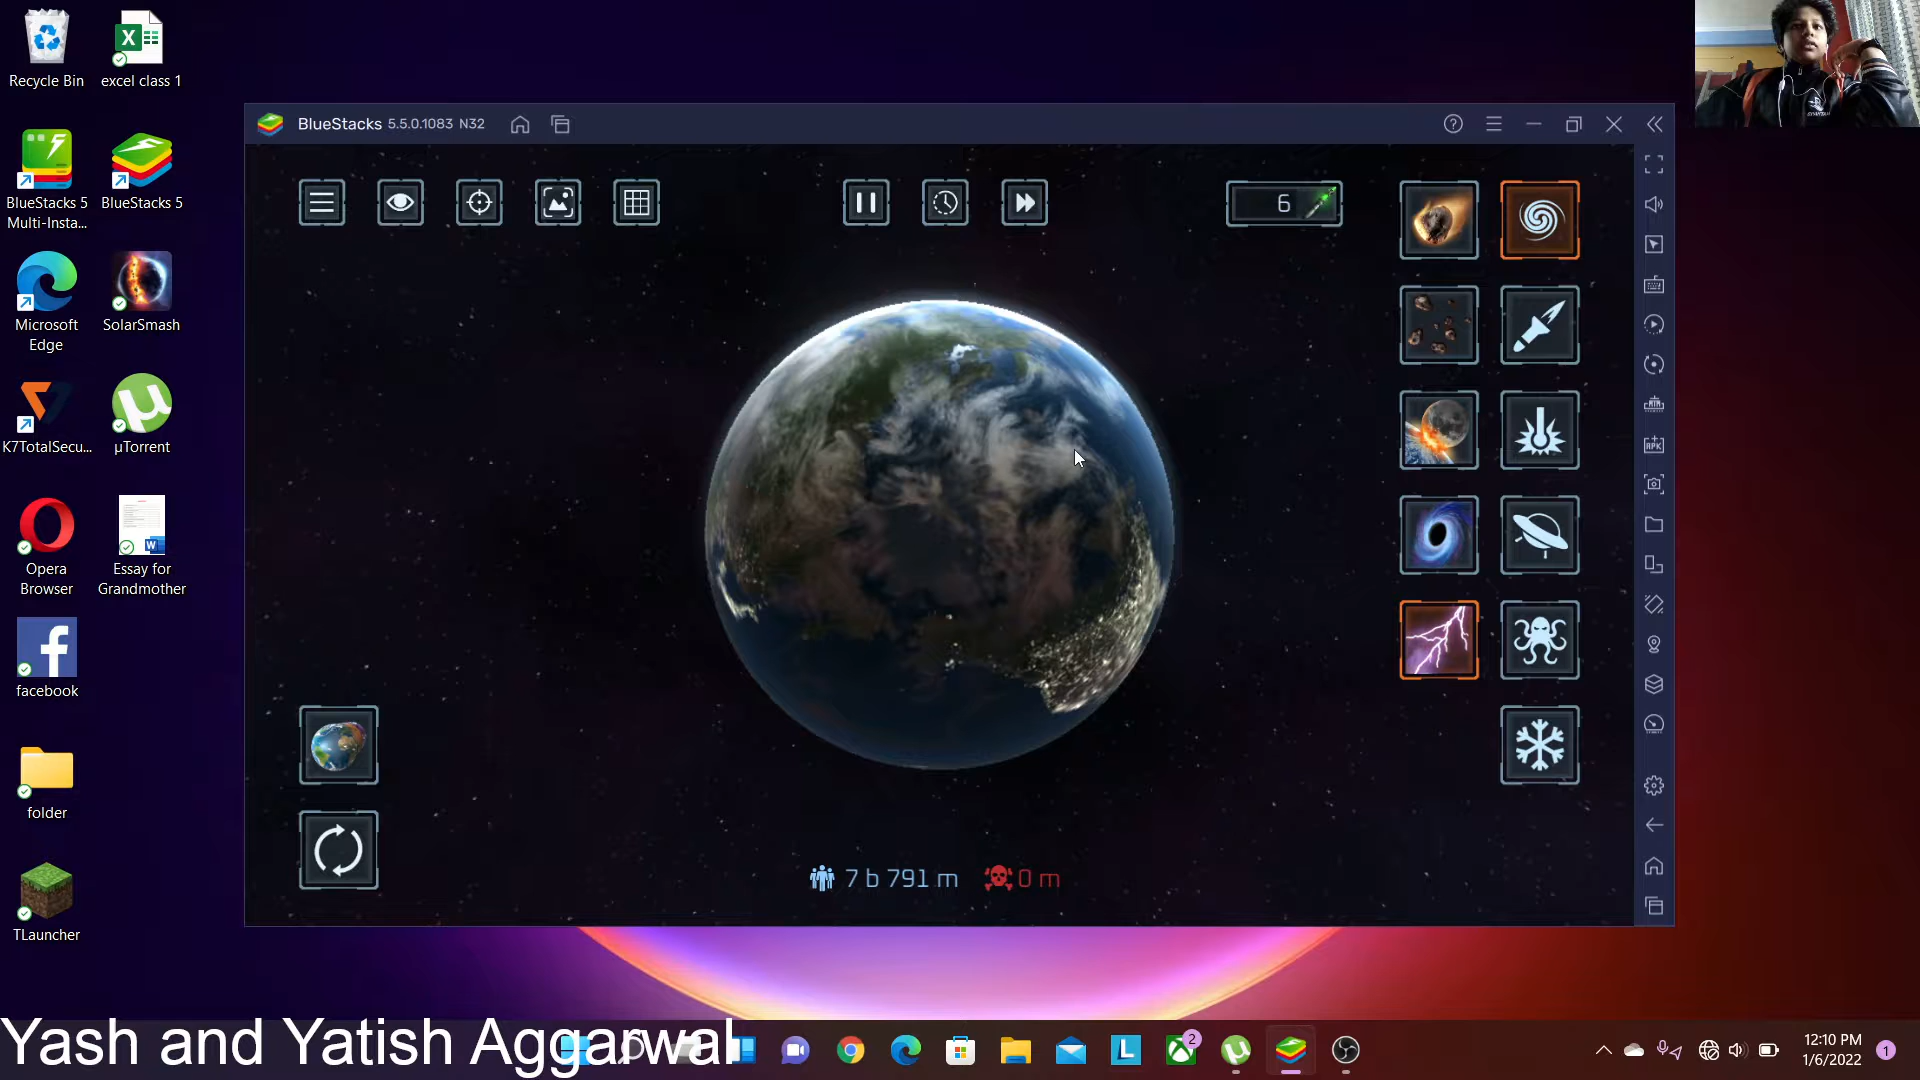 Recycle Bin
excel class 1
BlueStacks 5
Multi-Insta...
BlueStacks 5
Microsoft
Edge
SolarSmash
K7TotalSecu...
µTorrent
Opera
Browser
Essay for
Grandmother
facebook
folder
TLauncher
BlueStacks 5.5.0.1083 N32
6
7 b 791 m
0 m
Yash and Yatish Aggarwal
2
12:10 PM
1/6/2022
1